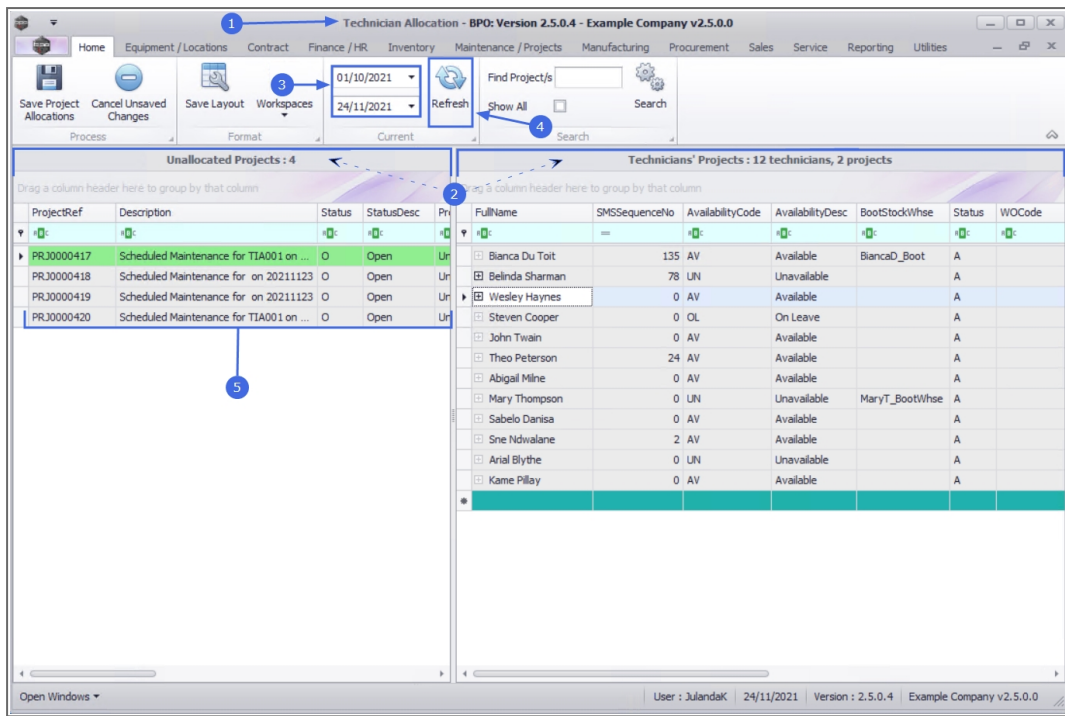 1
Technician Allocation - BPO: Version 2.5.0.4 - Example Company v2.5.0.0
Home Equipment / Locations Contract Finance / HR Inventory Maintenance / Projects Manufacturing Procurement Sales Service Reporting Utilities
Save Project Allocations
Cancel Unsaved Changes
Process
Save Layout
Workspaces
Format
3
01/10/2021
24/11/2021
Current
Refresh
4
Find Project/s
Show All
Search
Search
Unallocated Projects : 4
2
Technicians' Projects : 12 technicians, 2 projects
Drag a column header here to group by that column
Drag a column header here to group by that column
ProjectRef Description Status StatusDesc
PRJ0000417 Scheduled Maintenance for TIA001 on ... O Open Un
PRJ0000418 Scheduled Maintenance for on 20211123 O Open Un
PRJ0000419 Scheduled Maintenance for on 20211123 O Open Un
PRJ0000420 Scheduled Maintenance for TIA001 on ... O Open Un
5
FullName SMSSequenceNo AvailabilityCode AvailabilityDesc BootStockWhse Status WOCode
Bianca Du Toit 135 AV Available BiancaD_Boot A
Belinda Sharman 78 UN Unavailable A
Wesley Haynes 0 AV Available A
Steven Cooper 0 OL On Leave A
John Twain 0 AV Available A
Theo Peterson 24 AV Available A
Abigail Milne 0 AV Available A
Mary Thompson 0 UN Unavailable MaryT_BootWhse A
Sabelo Danisa 0 AV Available A
Sne Ndwalane 2 AV Available A
Arial Blythe 0 UN Unavailable A
Kame Pillay 0 AV Available A
Open Windows
User : JulandaK 24/11/2021 Version : 2.5.0.4 Example Company v2.5.0.0